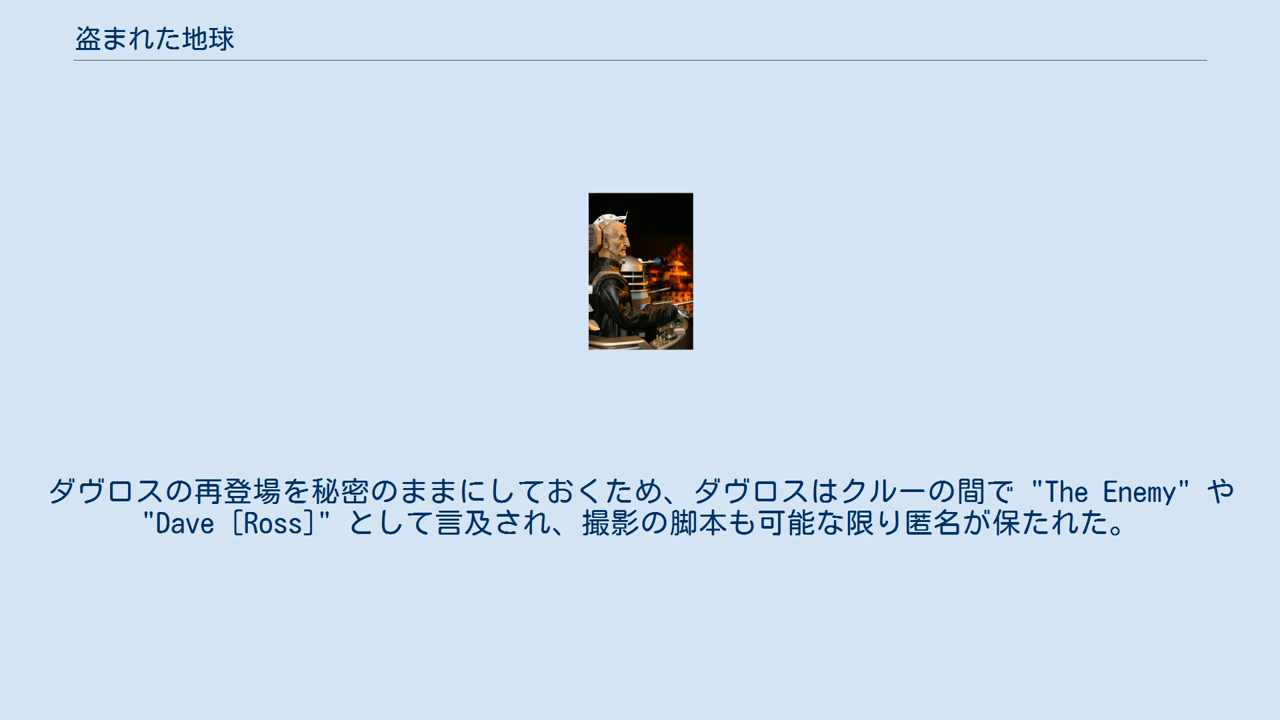 盗まれた地球
ダヴロスの再登場を秘密のままにしておくため、ダヴロスはクルーの間で "The Enemy" や
"Dave [Ross]" として言及され、撮影の脚本も可能な限り匿名が保たれた。